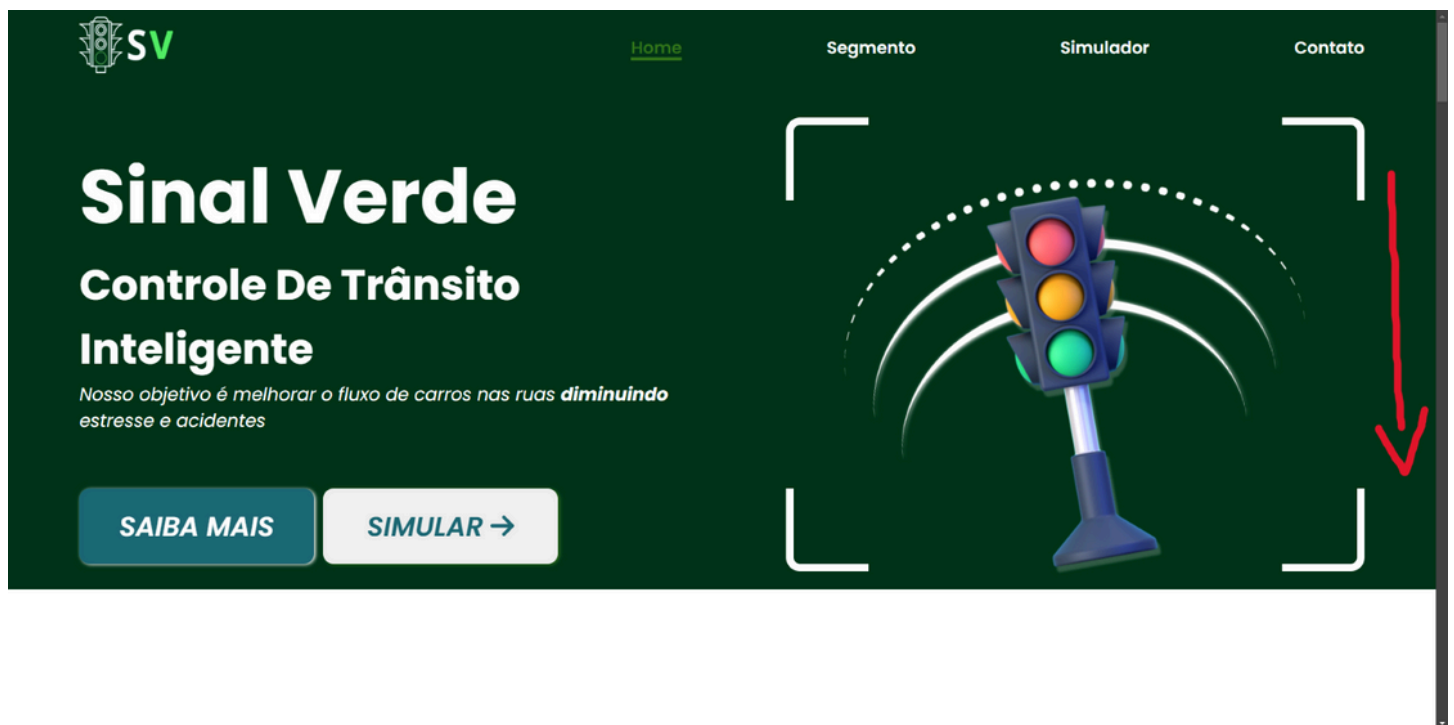 SV
Home Segmento Simulador Contato
Sinal Verde
Controle De Trânsito
Inteligente
Nosso objetivo é melhorar o fluxo de carros nas ruas diminuindo
estresse e acidentes
SAIBA MAIS SIMULAR →